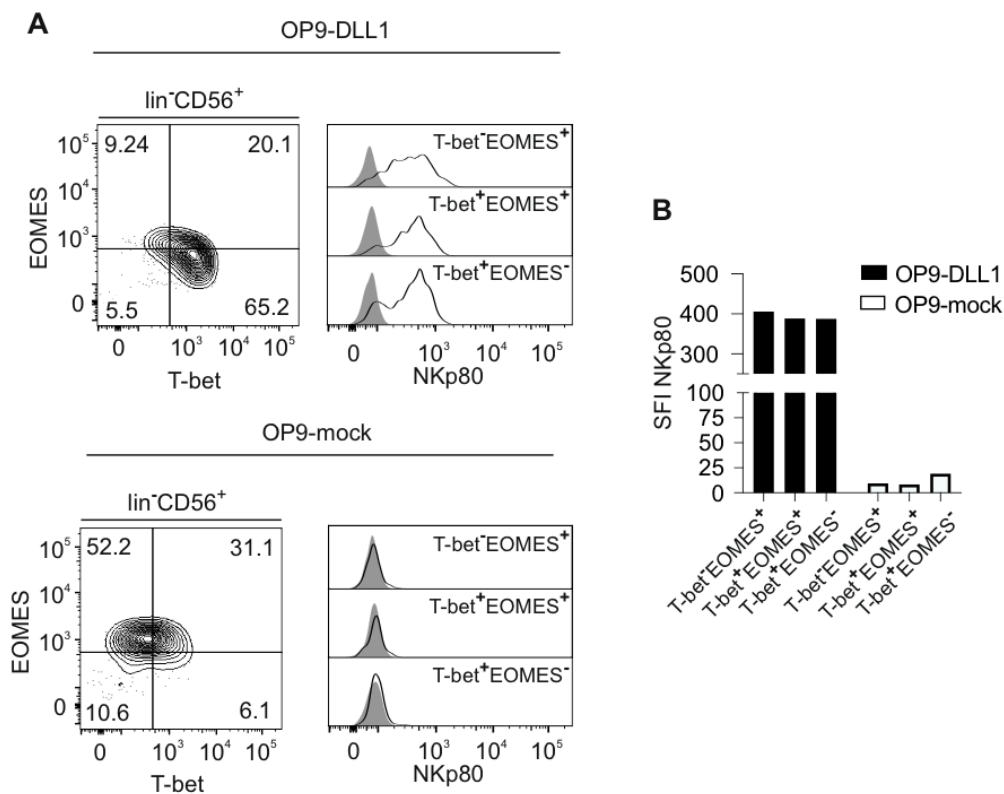 A
OP9-DLL1
lin⁻CD56⁺
9.24 20.1
5.5 65.2
EOMES
10⁵
10⁴
10³
0
0 10³ 10⁴ 10⁵
T-bet
T-bet⁻EOMES⁺
T-bet⁺EOMES⁺
T-bet⁺EOMES⁻
0 10³ 10⁵
NKp80
OP9-mock
lin⁻CD56⁺
52.2 31.1
10.6 6.1
EOMES
10⁵
10⁴
10³
0
0 10³ 10⁴ 10⁵
T-bet
T-bet⁻EOMES⁺
T-bet⁺EOMES⁺
T-bet⁺EOMES⁻
0 10³ 10⁵
NKp80
B
OP9-DLL1
OP9-mock
SFI NKp80
500
400
300
100
75
50
25
0
T-bet⁻EOMES⁺
T-bet⁺EOMES⁺
T-bet⁺EOMES⁻
T-bet⁻EOMES⁺
T-bet⁺EOMES⁺
T-bet⁺EOMES⁻